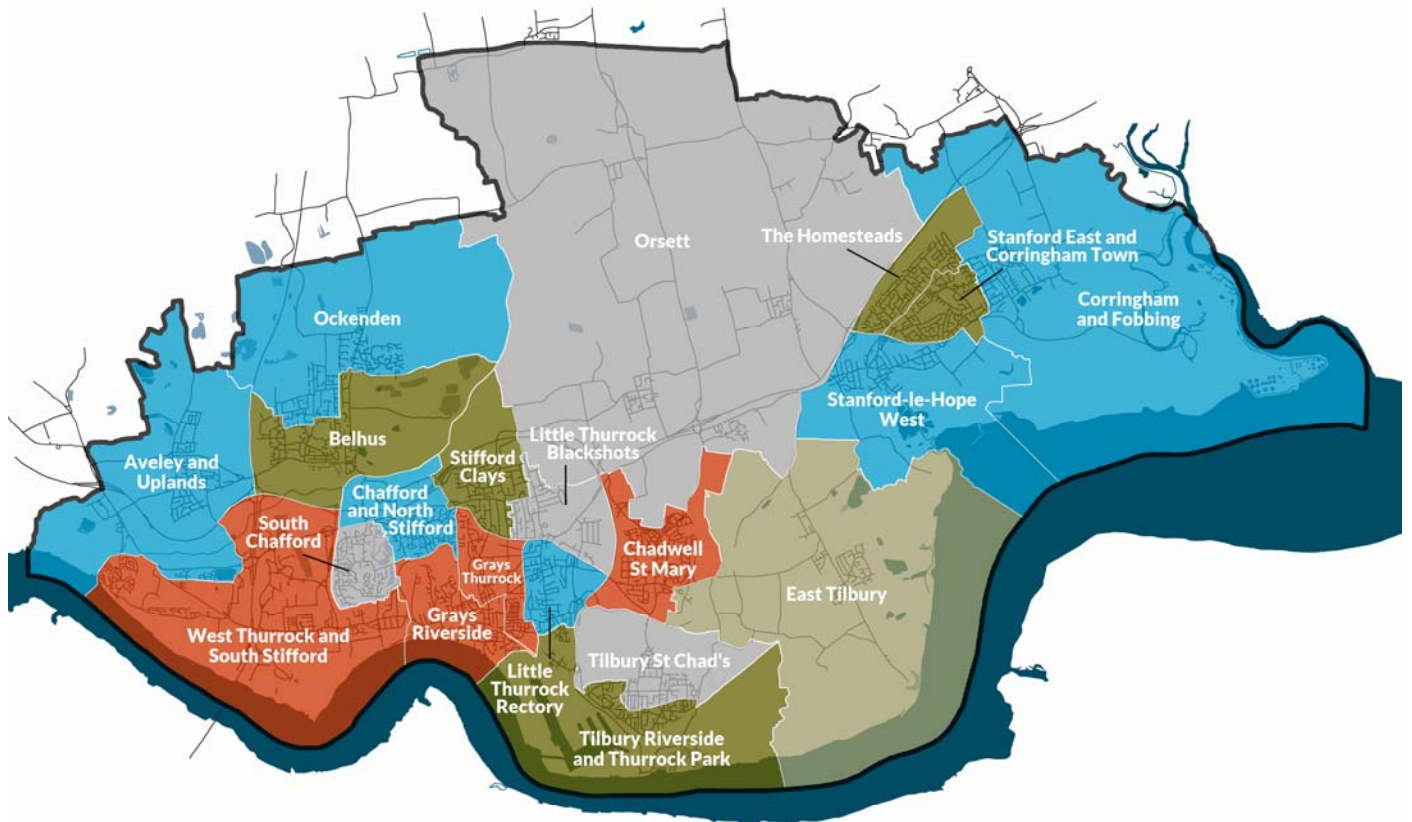 Orsett
The Homesteads
Stanford East and
Corringham Town
Corringham
and Fobbing
Ockenden
Stanford-le-Hope
West
Belhus
Little Thurrock
Blackshots
Stifford
Clays
Aveley and
Uplands
Chafford
and North
Stifford
South
Chafford
Chadwell
St Mary
Grays
Thurrock
East Tilbury
Grays
Riverside
West Thurrock and
South Stifford
Tilbury St Chad's
Little
Thurrock
Rectory
Tilbury Riverside
and Thurrock Park